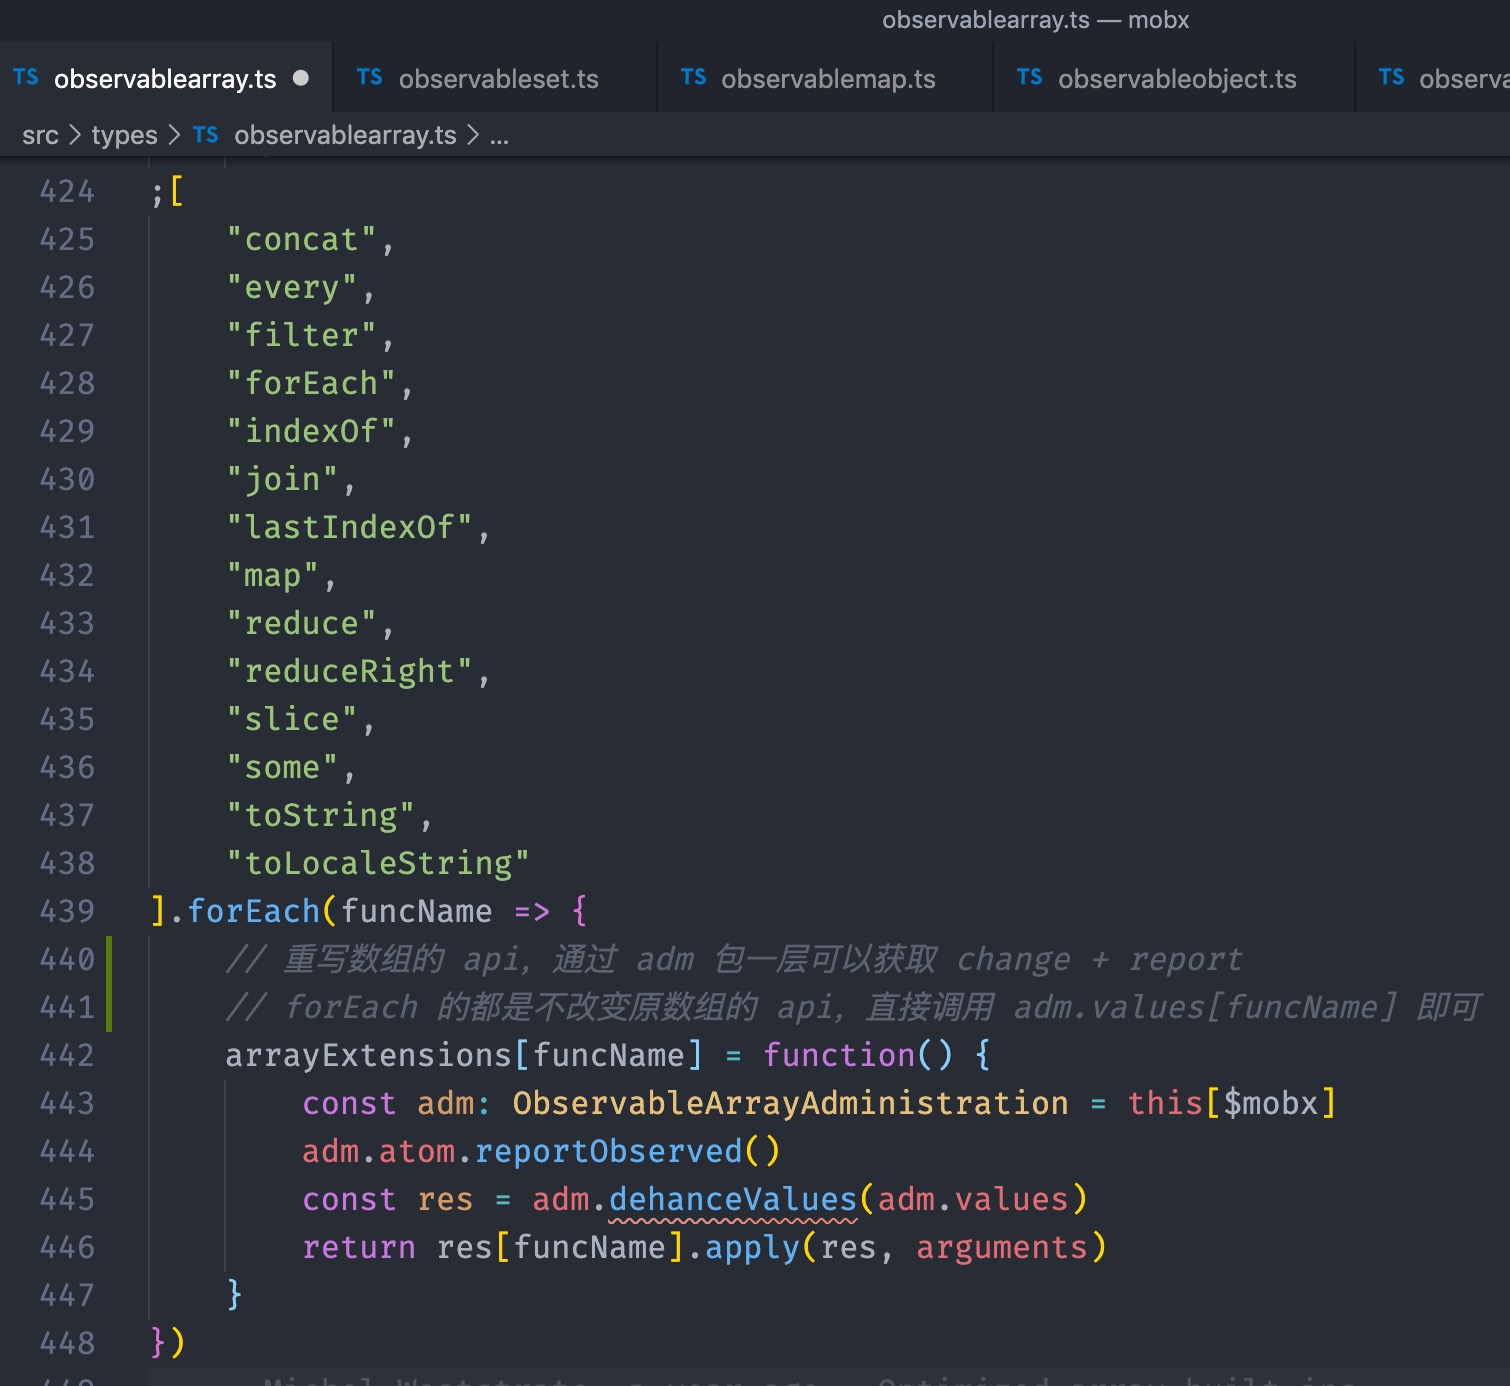 observablearray.ts — mobx
TS observablearray.ts ● TS observableset.ts TS observablemap.ts TS observableobject.ts TS observa
src > types > TS observablearray.ts > ...
424 ;[
425 "concat",
426 "every",
427 "filter",
428 "forEach",
429 "indexOf",
430 "join",
431 "lastIndexOf",
432 "map",
433 "reduce",
434 "reduceRight",
435 "slice",
436 "some",
437 "toString",
438 "toLocaleString"
439 ].forEach(funcName => {
440 // 重写数组的 api, 通过 adm 包一层可以获取 change + report
441 // forEach 的都是不改变原数组的 api, 直接调用 adm.values[funcName] 即可
442 arrayExtensions[funcName] = function() {
443 const adm: ObservableArrayAdministration = this[$mobx]
444 adm.atom.reportObserved()
445 const res = adm.dehanceValues(adm.values)
446 return res[funcName].apply(res, arguments)
447 }
448 })